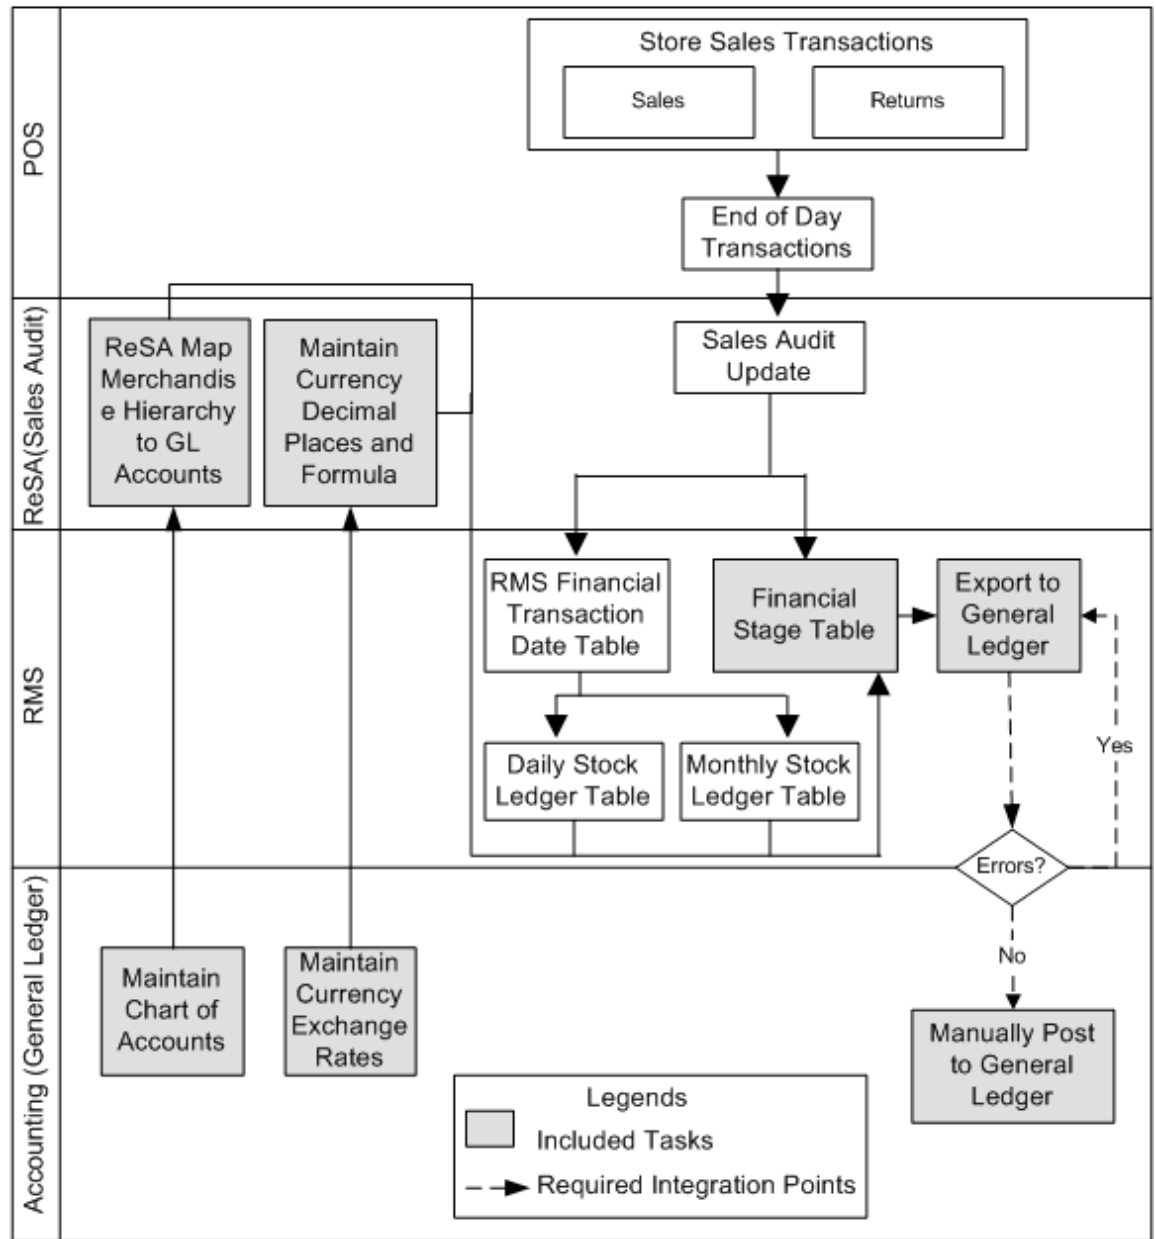 POS
Store Sales Transactions
Sales
Returns
End of Day
Transactions
ReSA(Sales Audit)
ReSA Map
Merchandis
e Hierarchy
to GL
Accounts
Maintain
Currency
Decimal
Places and
Formula
Sales Audit
Update
RMS
RMS Financial
Transaction
Date Table
Financial
Stage Table
Export to
General
Ledger
Daily Stock
Ledger Table
Monthly Stock
Ledger Table
Yes
Errors?
No
Accounting (General Ledger)
Maintain
Chart of
Accounts
Maintain
Currency
Exchange
Rates
Manually Post
to General
Ledger
Legends
Included Tasks
Required Integration Points